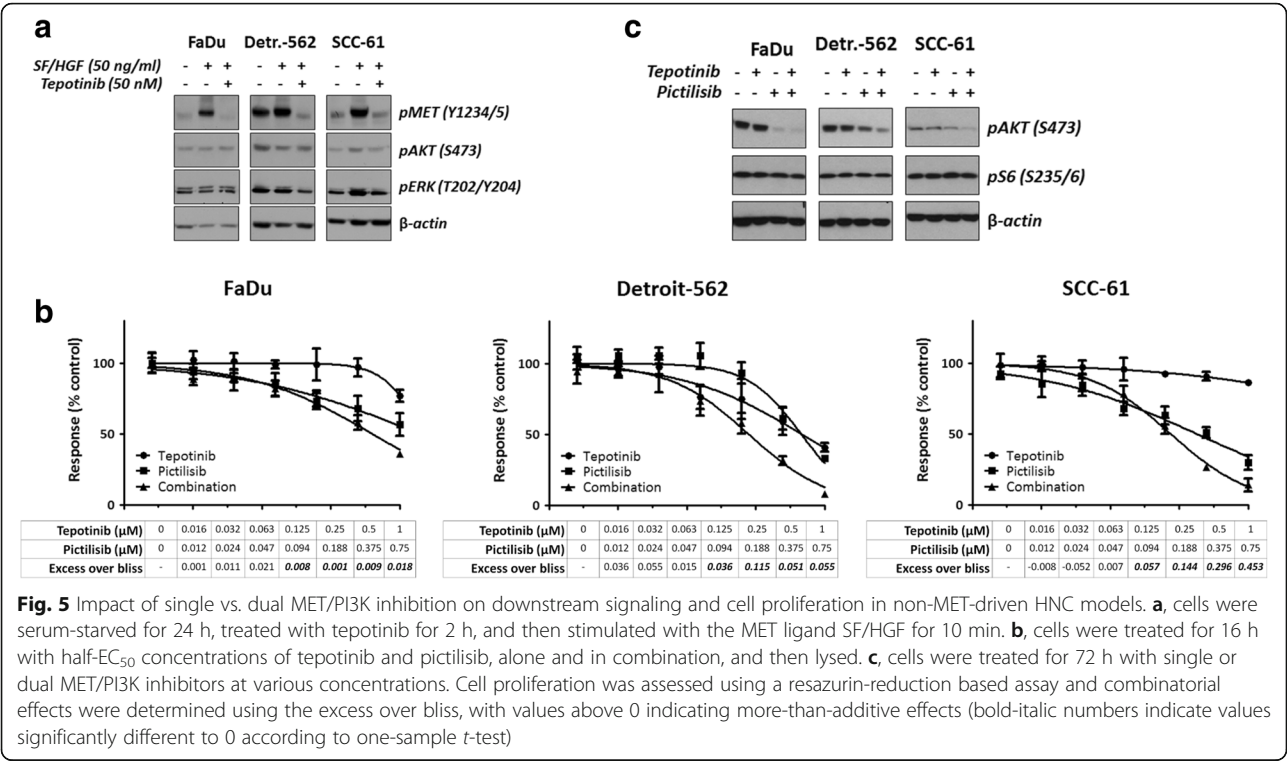 a
FaDu Detr.-562 SCC-61
SF/HGF (50 ng/ml) - + + - + + - + +
Tepotinib (50 nM) - - + - - + - - +
pMET (Y1234/5)
pAKT (S473)
pERK (T202/Y204)
β-actin
c
FaDu Detr.-562 SCC-61
Tepotinib - + - + - + - + - + - +
Pictilisib - - + + - - + + - - + +
pAKT (S473)
pS6 (S235/6)
β-actin
b
FaDu
Response (% control)
100
50
0
Tepotinib
Pictilisib
Combination
Tepotinib (µM) 0 0.016 0.032 0.063 0.125 0.25 0.5 1
Pictilisib (µM) 0 0.012 0.024 0.047 0.094 0.188 0.375 0.75
Excess over bliss - 0.001 0.011 0.021 0.008 0.001 0.009 0.018
Detroit-562
Response (% control)
100
50
0
Tepotinib
Pictilisib
Combination
Tepotinib (µM) 0 0.016 0.032 0.063 0.125 0.25 0.5 1
Pictilisib (µM) 0 0.012 0.024 0.047 0.094 0.188 0.375 0.75
Excess over bliss - 0.036 0.055 0.015 0.036 0.115 0.051 0.055
SCC-61
Response (% control)
100
50
0
Tepotinib
Pictilisib
Combination
Tepotinib (µM) 0 0.016 0.032 0.063 0.125 0.25 0.5 1
Pictilisib (µM) 0 0.012 0.024 0.047 0.094 0.188 0.375 0.75
Excess over bliss - -0.008 -0.052 0.007 0.057 0.144 0.296 0.453
Fig. 5 Impact of single vs. dual MET/PI3K inhibition on downstream signaling and cell proliferation in non-MET-driven HNC models. a, cells were
serum-starved for 24 h, treated with tepotinib for 2 h, and then stimulated with the MET ligand SF/HGF for 10 min. b, cells were treated for 16 h
with half-EC50 concentrations of tepotinib and pictilisib, alone and in combination, and then lysed. c, cells were treated for 72 h with single or
dual MET/PI3K inhibitors at various concentrations. Cell proliferation was assessed using a resazurin-reduction based assay and combinatorial
effects were determined using the excess over bliss, with values above 0 indicating more-than-additive effects (bold-italic numbers indicate values
significantly different to 0 according to one-sample t-test)